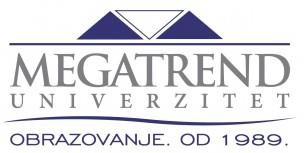 MEGATREND
UNIVERZITET
OBRAZOVANJE. OD 1989.